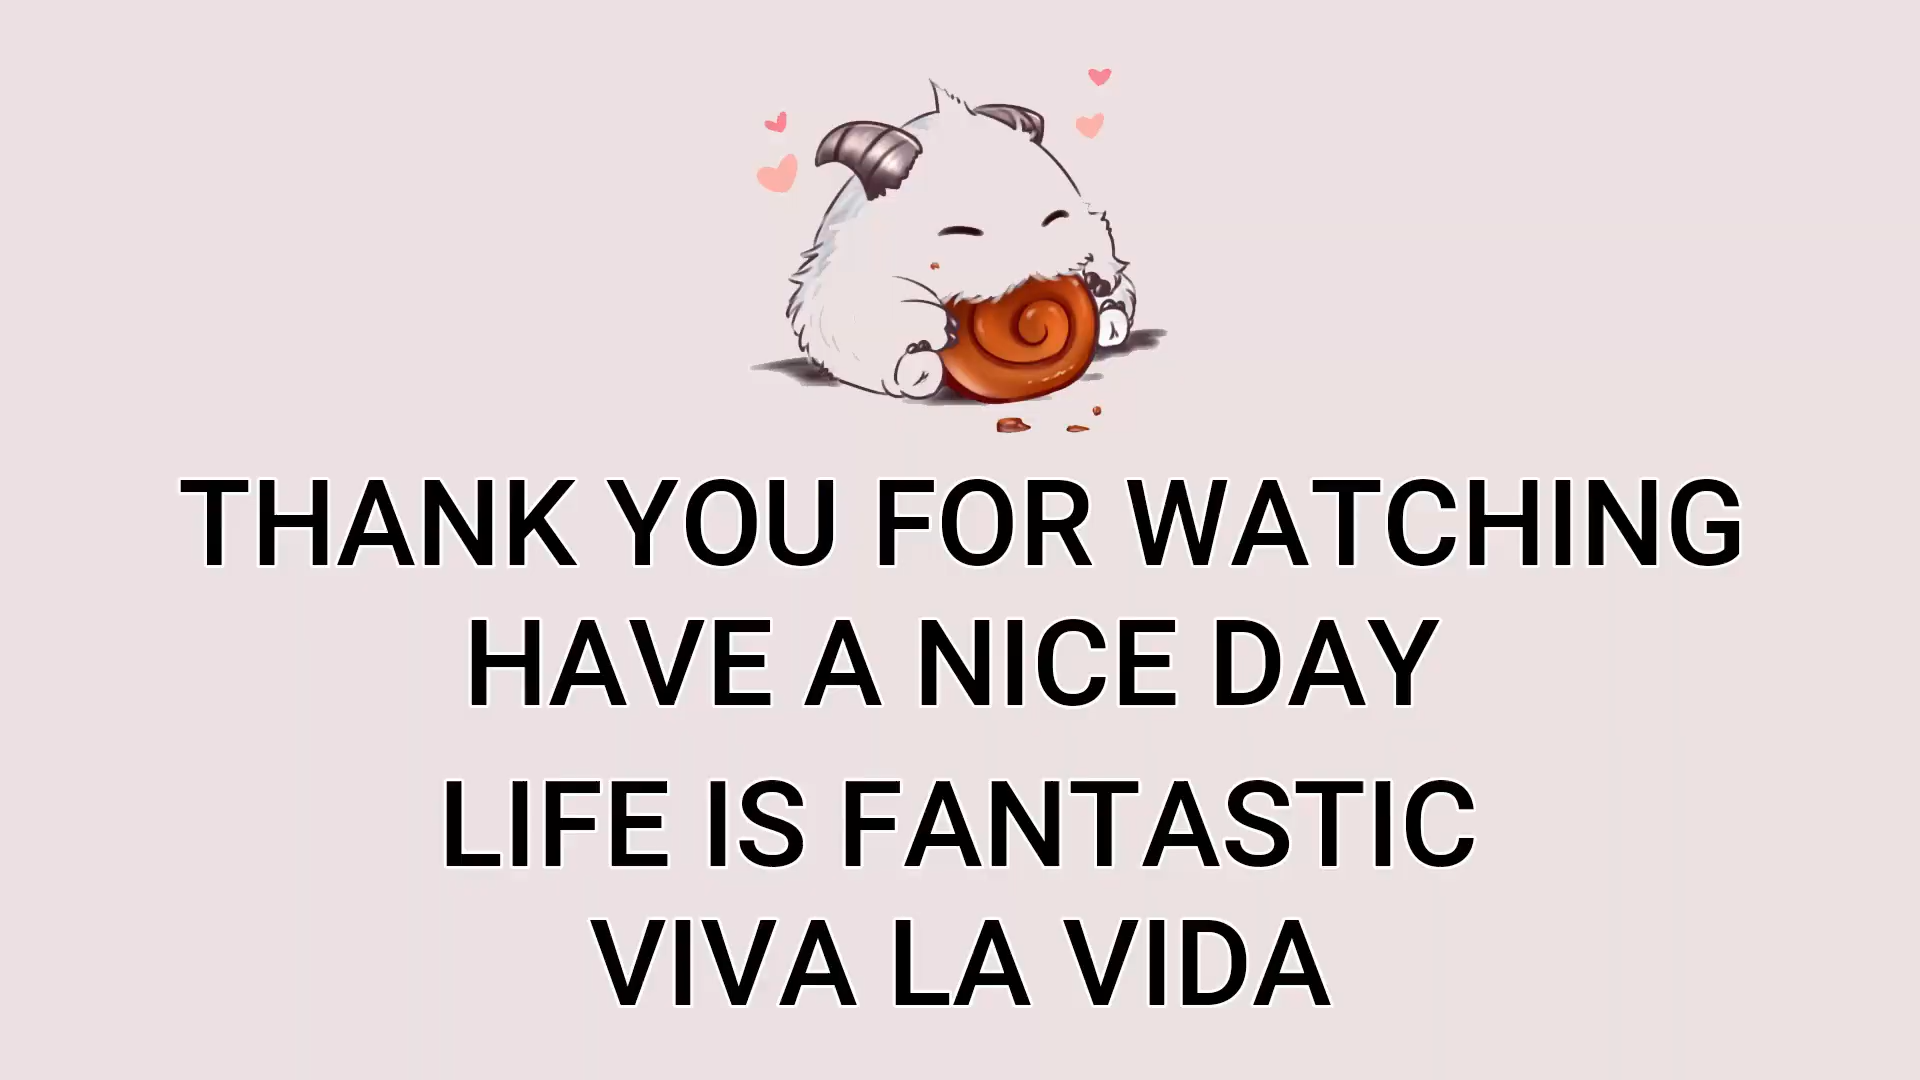 THANK YOU FOR WATCHING
HAVE A NICE DAY
LIFE IS FANTASTIC
VIVA LA VIDA